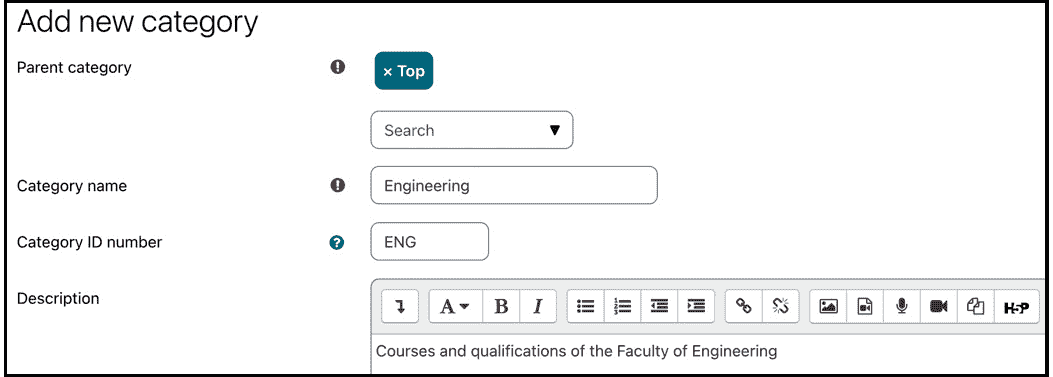 Add new category
Parent category × Top
Search
Category name Engineering
Category ID number ? ENG
Description
A B I H5P
Courses and qualifications of the Faculty of Engineering